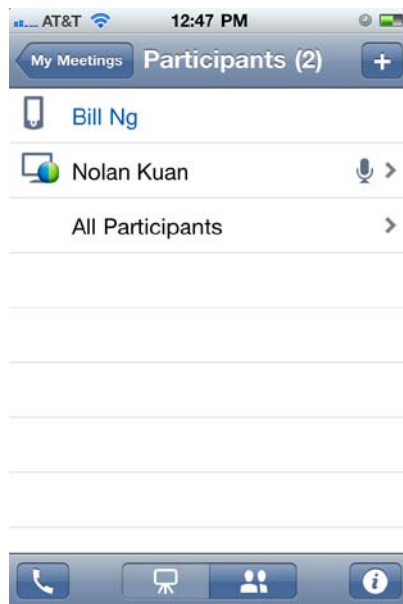 AT&T 12:47 PM
My Meetings Participants (2) +
Bill Ng
Nolan Kuan
All Participants